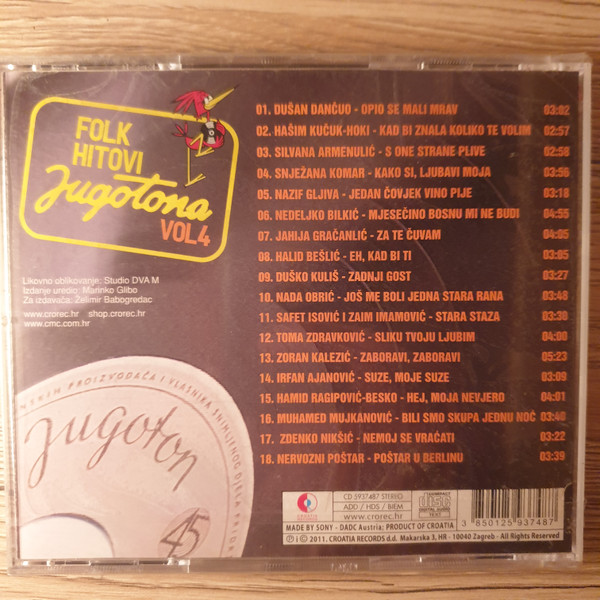 FOLK
HITOVI
Jugotona
VOL4
Likovno oblikovanje: Studio DVA M
Izdanje uredio: Marinko Glibo
Za izdavača: Želimir Babogredac
www.crorec.hr shop.crorec.hr
www.cmc.com.hr
01. DUŠAN DANČUO - OPIO SE MALI MRAV 03:02
02. HAŠIM KUČUK-HOKI - KAD BI ZNALA KOLIKO TE VOLIM 02:57
03. SILVANA ARMENULIĆ - S ONE STRANE PLIVE 02:58
04. SNJEŽANA KOMAR - KAKO SI, LJUBAVI MOJA 03:56
05. NAZIF GLJIVA - JEDAN ČOVJEK VINO PIJE 03:18
06. NEDELJKO BILKIĆ - MJESEČINO BOSNU MI NE BUDI 04:55
07. JAHIJA GRAČANLIĆ - ZA TE ČUVAM 04:05
08. HALID BEŠLIĆ - EH, KAD BI TI 03:05
09. DUŠKO KULIŠ - ZADNJI GOST 03:27
10. NADA OBRIĆ - JOŠ ME BOLI JEDNA STARA RANA 03:48
11. SAFET ISOVIĆ I ZAIM IMAMOVIĆ - STARA STAZA 03:30
12. TOMA ZDRAVKOVIĆ - SLIKU TVOJU LJUBIM 04:00
13. ZORAN KALEZIĆ - ZABORAVI, ZABORAVI 05:23
14. IRFAN AJANOVIĆ - SUZE, MOJE SUZE 03:09
15. HAMID RAGIPOVIĆ-BESKO - HEJ, MOJA NEVJERO 04:01
16. MUHAMED MUJKANOVIĆ - BILI SMO SKUPA JEDNU NOĆ 03:40
17. ZDENKO NIKŠIĆ - NEMOJ SE VRAĆATI 03:22
18. NERVOZNI POŠTAR - POŠTAR U BERLINU 03:39
PROIZVOĐAČA I VLASNIKA SNIMLJENOG DJELA
Jugoton
45
CROATIA
CD 5937487 STEREO
ADD / HDS / BIEM
www.crorec.hr
COMPACT
disc
DIGITAL AUDIO
TEXT
3 850125 937487
MADE BY SONY - DADC Austria; PRODUCT OF CROATIA
℗ © 2011. CROATIA RECORDS d.d. Makarska 3, HR - 10040 Zagreb - All Rights Reserved